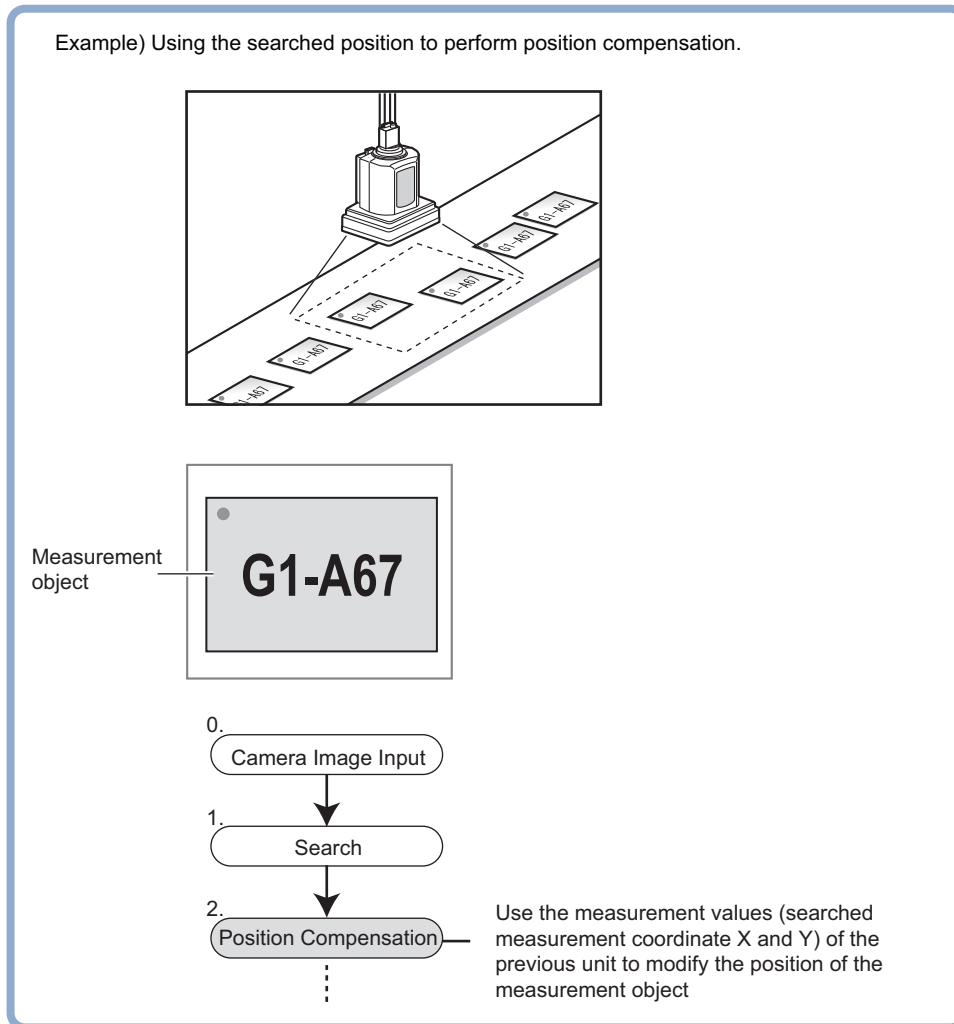 Example) Using the searched position to perform position compensation.
G1-A67
G1-A67
G1-A67
G1-A67
G1-A67
1-A67
Measurement
object
G1-A67
0.
Camera Image Input
1.
Search
2.
Position Compensation
Use the measurement values (searched
measurement coordinate X and Y) of the
previous unit to modify the position of the
measurement object